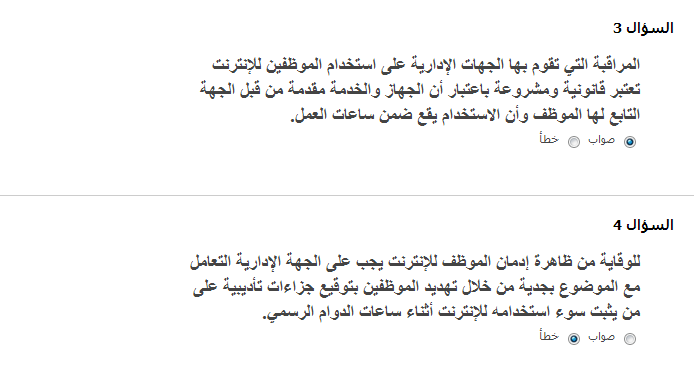 السؤال 3
المراقبة التي تقوم بها الجهات الإدارية على استخدام الموظفين للإنترنت
تعتبر قانونية ومشروعة باعتبار أن الجهاز والخدمة مقدمة من قبل الجهة
التابع لها الموظف وأن الاستخدام يقع ضمن ساعات العمل.
صواب خطأ
السؤال 4
للوقاية من ظاهرة إدمان الموظف للإنترنت يجب على الجهة الإدارية التعامل
مع الموضوع بجدية من خلال تهديد الموظفين بتوقيع جزاءات تأديبية على
من يثبت سوء استخدامه للإنترنت أثناء ساعات الدوام الرسمي.
صواب خطأ